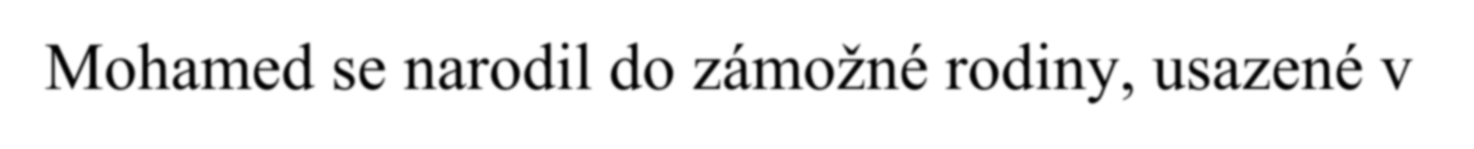 Mohamed se narodil do zámožné rodiny, usazené v